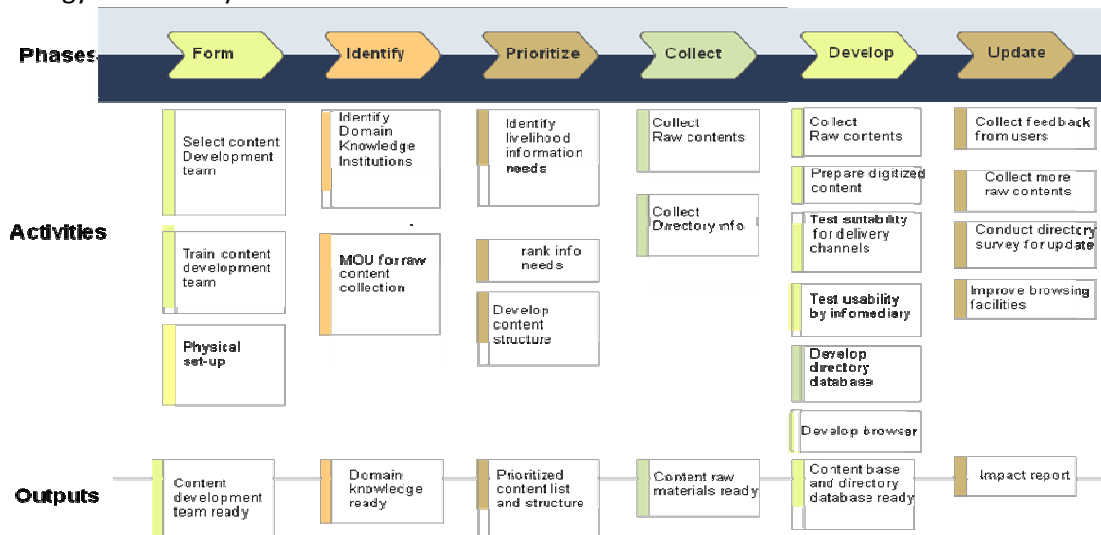 Phases
Form
Identify
Prioritize
Collect
Develop
Update
Activities
Select content
Development
team
Train content
development
team
Physical
set-up
Identify
Domain
Knowledge
Institutions
MOU for raw
content
collection
Identify
livelihood
information
needs
rank info
needs
Develop
content
structure
Collect
Raw contents
Collect
Directory info
Collect
Raw contents
Prepare digitized
content
Test suitability
for delivery
channels
Test usability
by infomediary
Develop
directory
database
Develop browser
Collect feedback
from users
Collect more
raw contents
Conduct directory
survey for update
Improve browsing
facilities
Outputs
Content
development
team ready
Domain
knowledge
ready
Prioritized
content list
and structure
Content raw
materials ready
Content base
and directory
database ready
Impact report